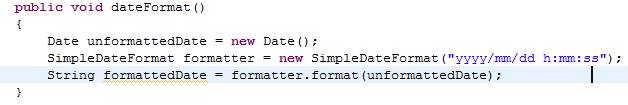 public void dateFormat()
{
Date unformattedDate = new Date();
SimpleDateFormat formatter = new SimpleDateFormat("yyyy/mm/dd h:mm:ss");
String formattedDate = formatter.format(unformattedDate);
}